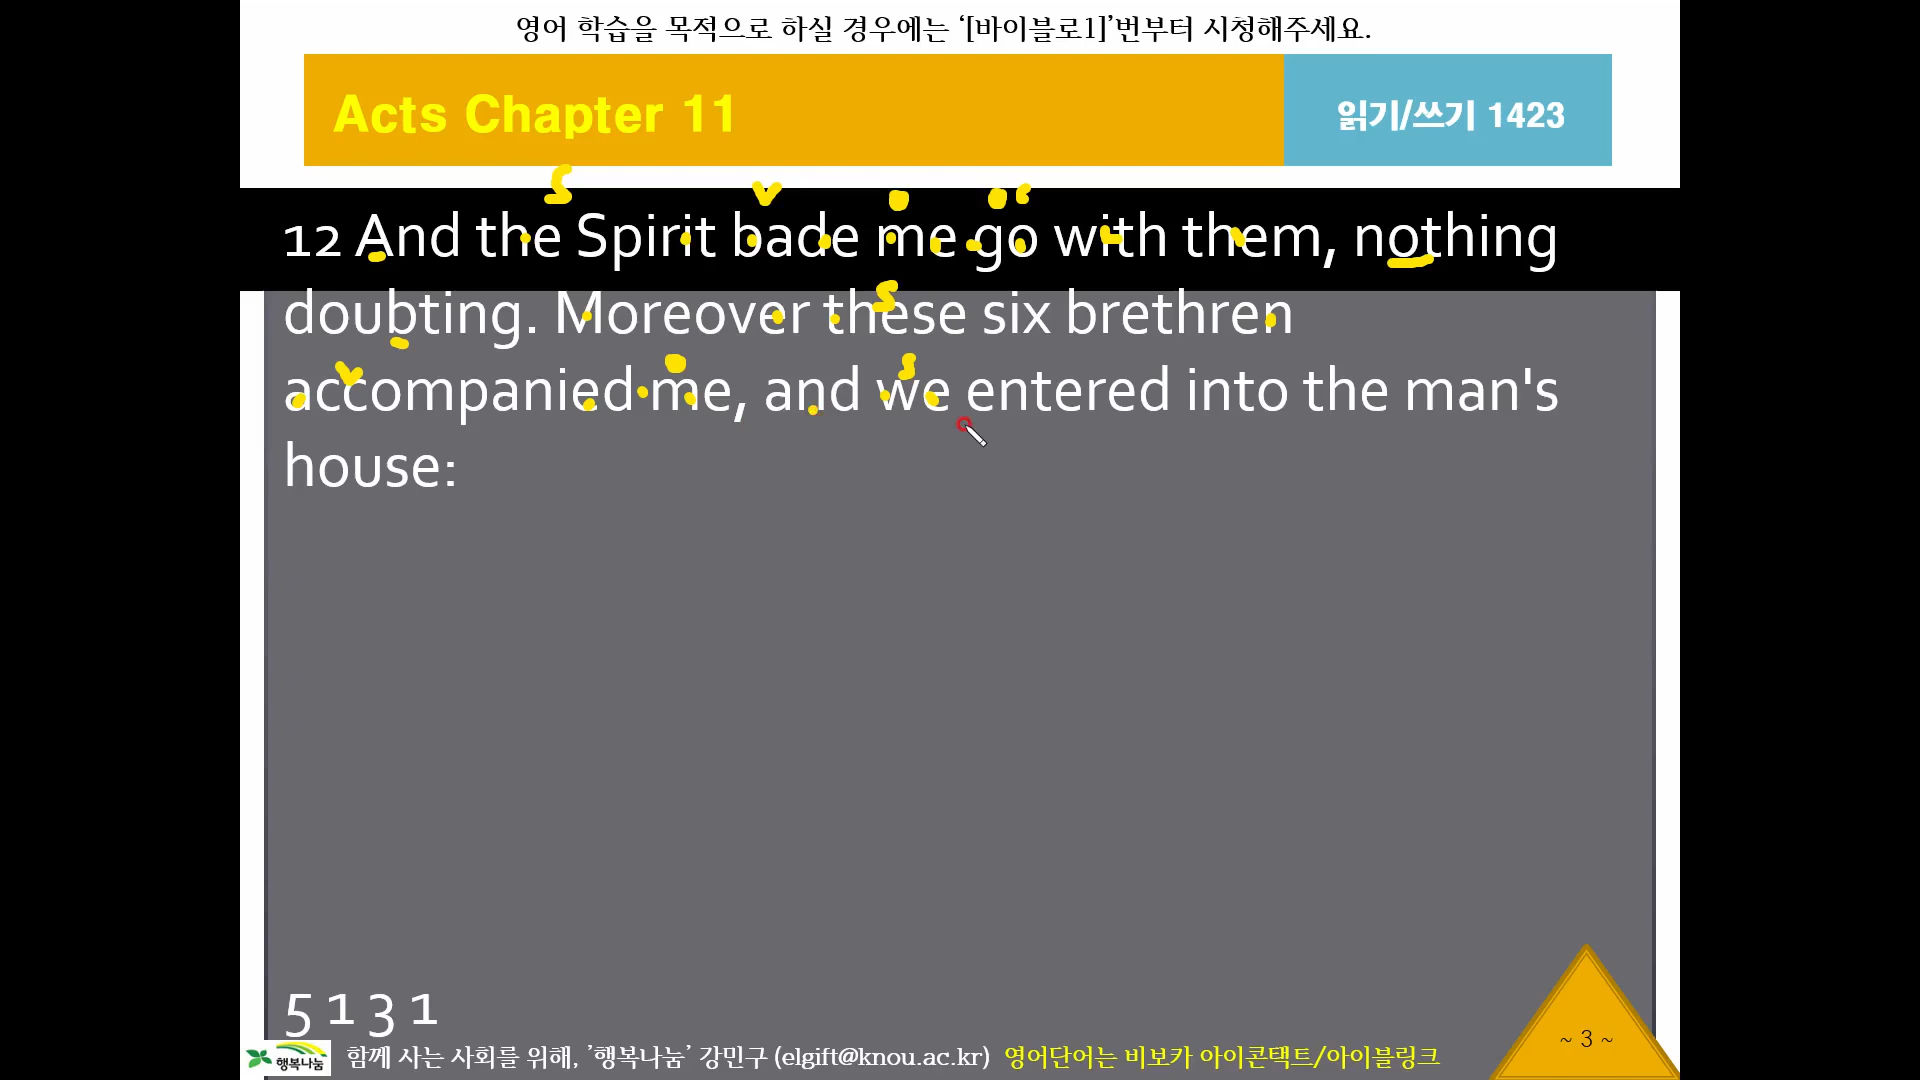 영어 학습을 목적으로 하실 경우에는 ‘[바이블로1]’번부터 시청해주세요.
Acts Chapter 11
읽기/쓰기 1423
S V o o c
12 And the Spirit bade me go with them, nothing
S
doubting. Moreover these six brethren
V o S
accompanied me, and we entered into the man's
house:
5 1 3 1
~ 3 ~
행복나눔 함께 사는 사회를 위해, ’행복나눔’ 강민구 (elgift@knou.ac.kr) 영어단어는 비보카 아이콘택트/아이블링크